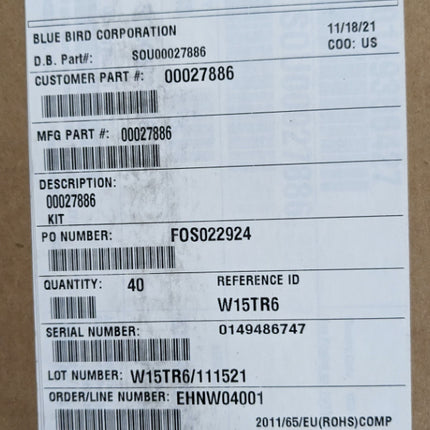 BLUE BIRD CORPORATION 11/18/21
D.B. Part#: SOU00027886 COO: US
CUSTOMER PART #: 00027886
MFG PART #: 00027886
DESCRIPTION:
00027886
KIT
PO NUMBER: FOS022924
QUANTITY: 40 REFERENCE ID
W15TR6
SERIAL NUMBER: 0149486747
LOT NUMBER: W15TR6/111521
ORDER/LINE NUMBER: EHNW04001
2011/65/EU(ROHS)COMP